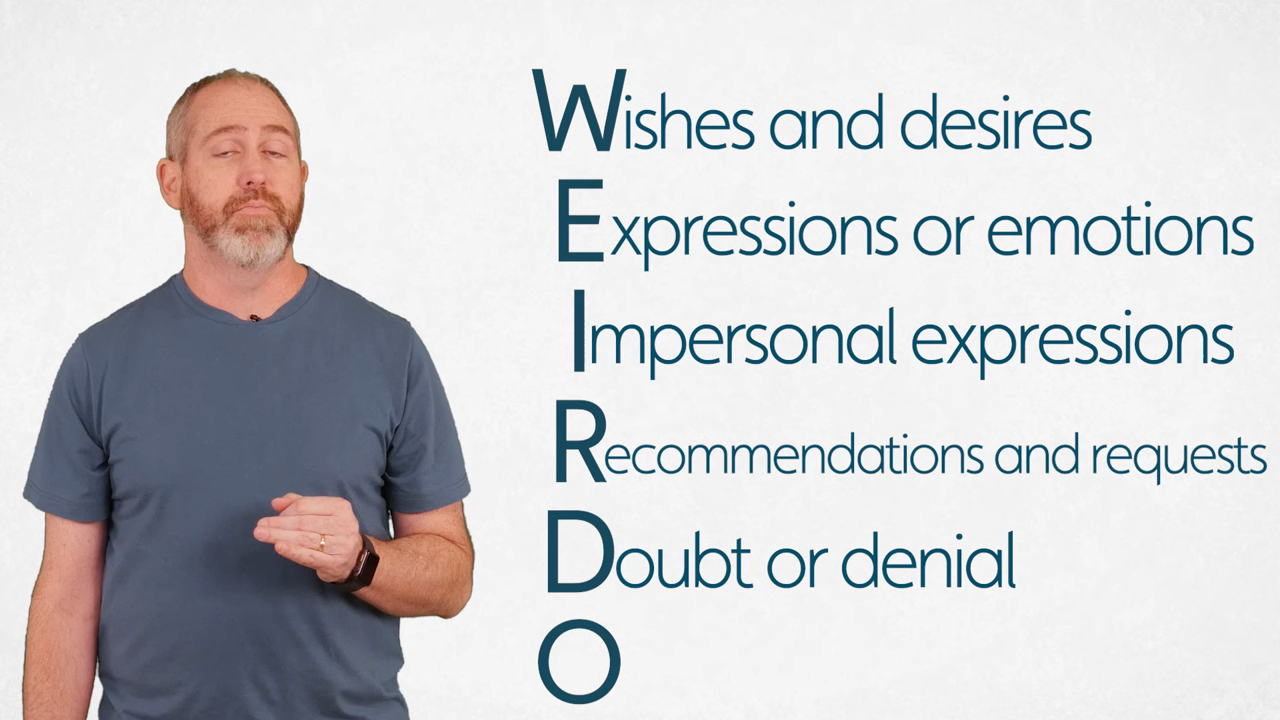 Wishes and desires
Expressions or emotions
Impersonal expressions
Recommendations and requests
Doubt or denial
O